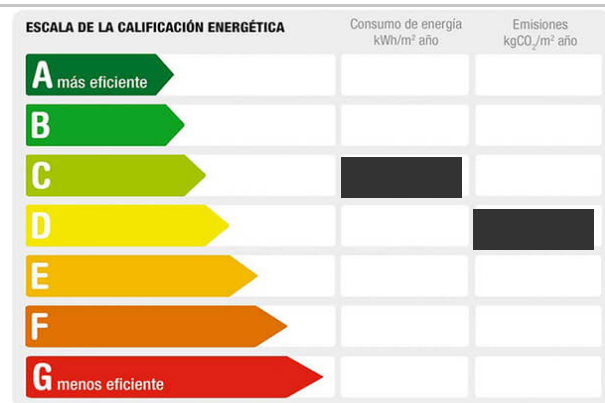 ESCALA DE LA CALIFICACIÓN ENERGÉTICA
Consumo de energía
kWh/m² año
Emisiones
kgCO₂/m² año
A más eficiente
B
C
D
E
F
G menos eficiente